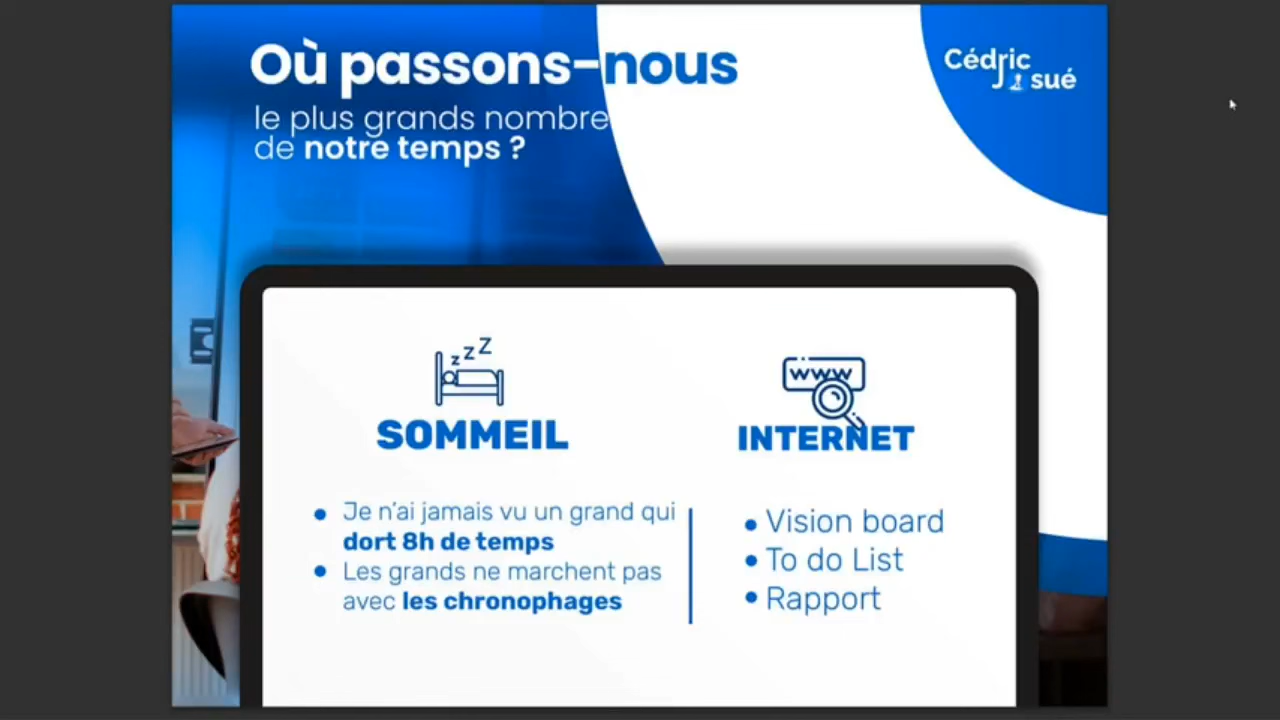 Où passons-nous
le plus grands nombre
de notre temps ?
Cédric
J sué
zzZ
SOMMEIL
Je n'ai jamais vu un grand qui
dort 8h de temps
Les grands ne marchent pas
avec les chronophages
www
INTERNET
Vision board
To do List
Rapport